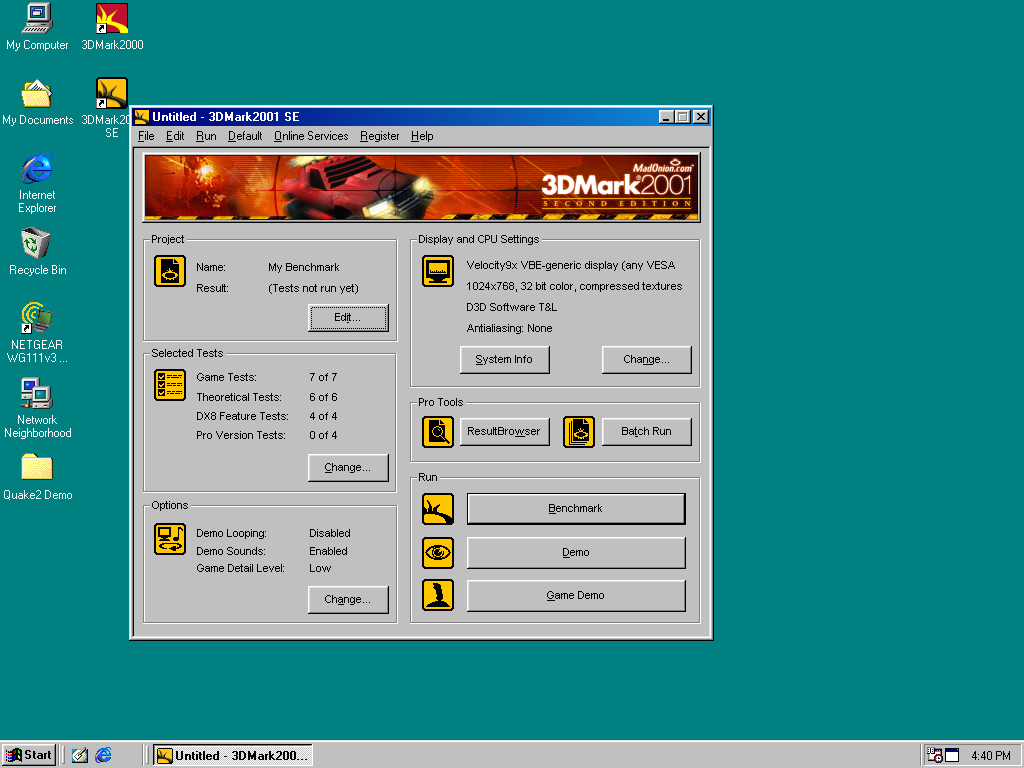 My Computer
3DMark2000
My Documents
3DMark20
SE
Internet
Explorer
Recycle Bin
NETGEAR
WG111v3 ...
Network
Neighborhood
Quake2 Demo
Untitled - 3DMark2001 SE
File Edit Run Default Online Services Register Help
MadOnion.com
3DMark®2001
SECOND EDITION
Project
Name: My Benchmark
Result: (Tests not run yet)
Edit...
Selected Tests
Game Tests: 7 of 7
Theoretical Tests: 6 of 6
DX8 Feature Tests: 4 of 4
Pro Version Tests: 0 of 4
Change...
Options
Demo Looping: Disabled
Demo Sounds: Enabled
Game Detail Level: Low
Change...
Display and CPU Settings
Velocity9x VBE-generic display (any VESA
1024x768, 32 bit color, compressed textures
D3D Software T&L
Antialiasing: None
System Info Change...
Pro Tools
ResultBrowser Batch Run
Run
Benchmark
Demo
Game Demo
Start Untitled - 3DMark200... 4:40 PM